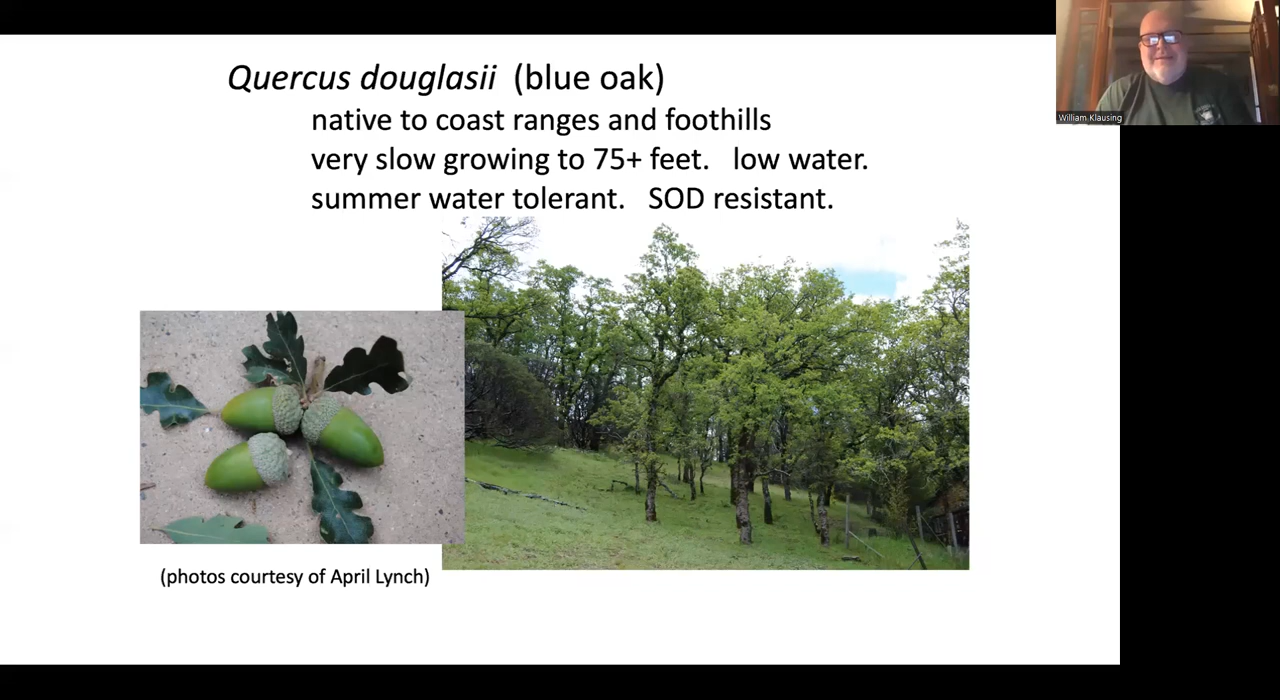 Quercus douglasii (blue oak)
native to coast ranges and foothills
very slow growing to 75+ feet. low water.
summer water tolerant. SOD resistant.
(photos courtesy of April Lynch)
William Klausing